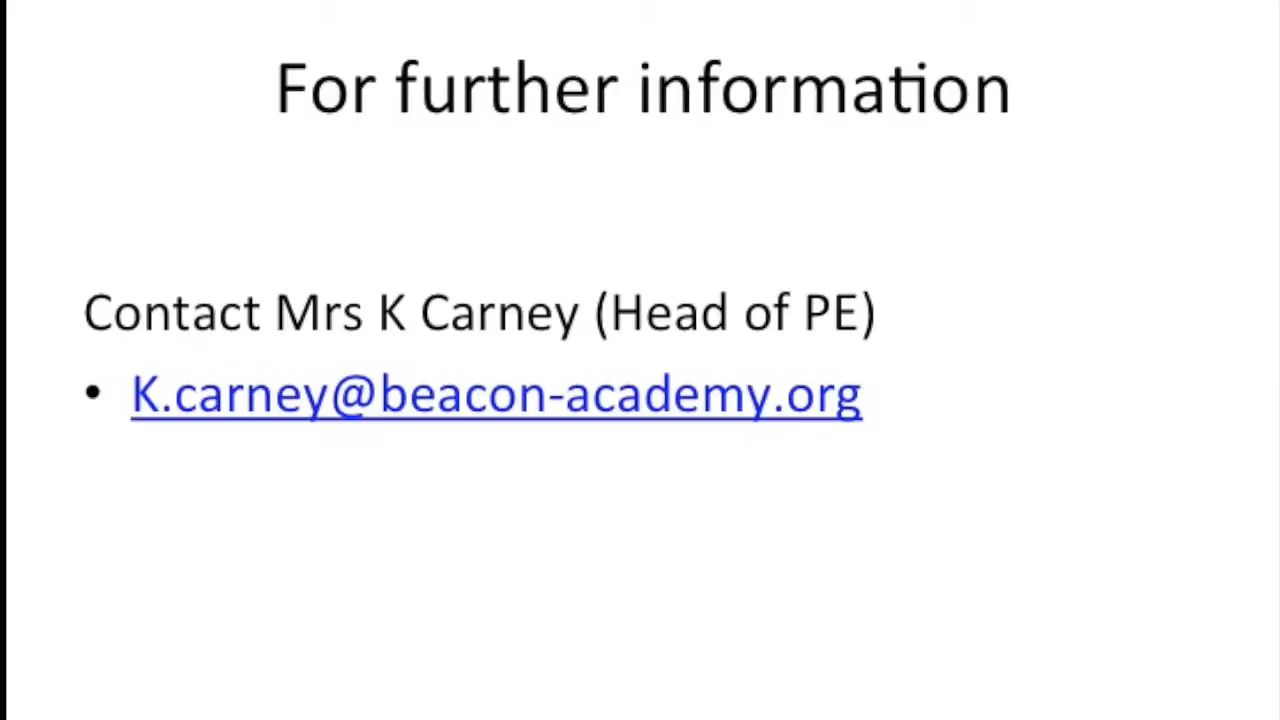 For further information
Contact Mrs K Carney (Head of PE)
• K.carney@beacon-academy.org